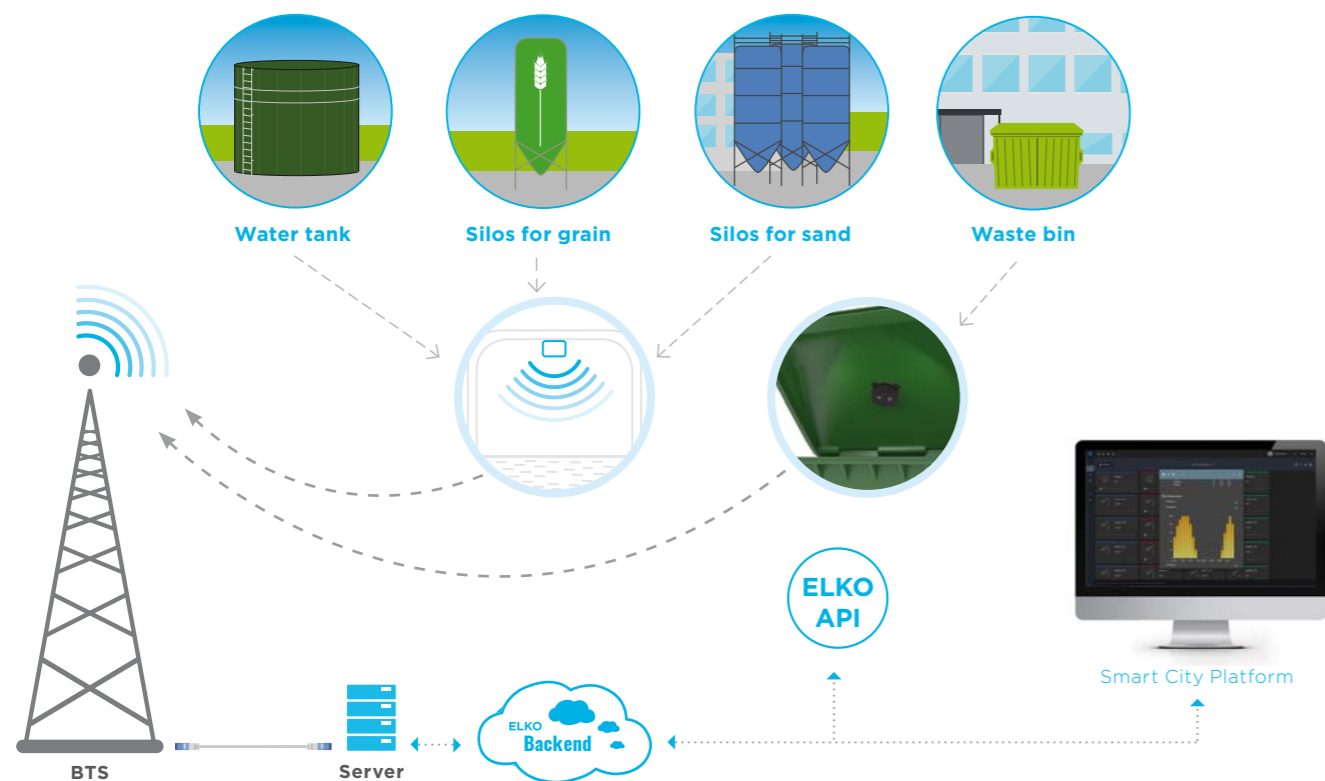 Water tank
Silos for grain
Silos for sand
Waste bin
ELKO
API
Smart City Platform
ELKO
Backend
BTS
Server